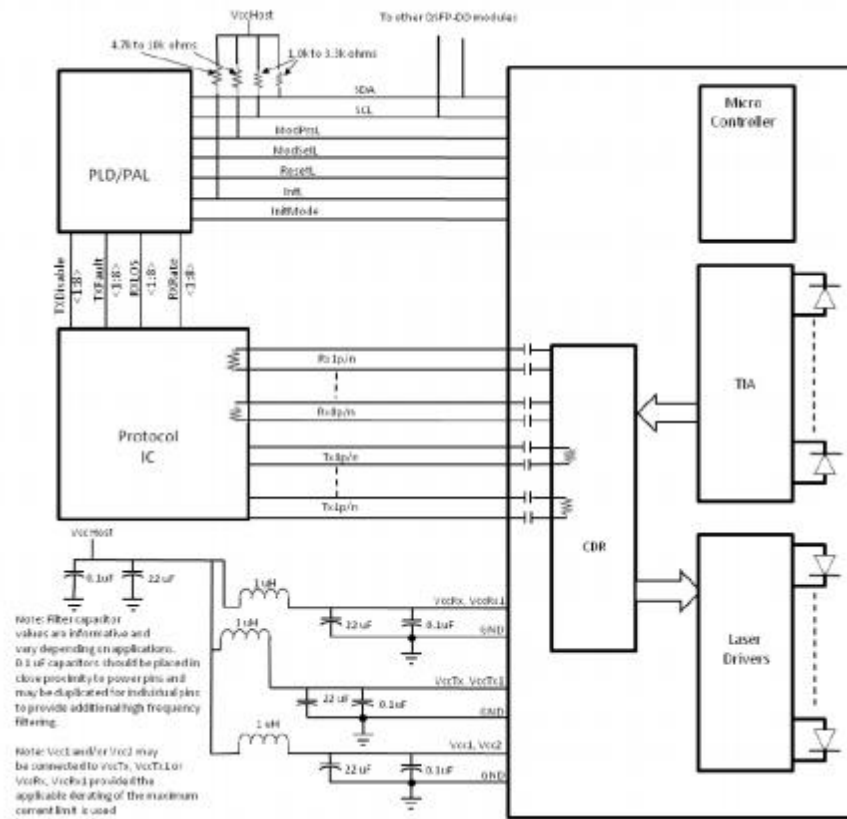 VccHost
To other QSFP-DD modules
4.7k to 10k ohms
1.0k to 3.3k ohms
SDA
SCL
ModPrsL
ModSelL
ResetL
IntL
InitMode
PLD/PAL
Micro
Controller
TXDisable
<1:8>
TXFault
<1:8>
RXLOS
<1:8>
RXRate
<1:8>
Rx1p/n
Rx8p/n
Tx8p/n
Tx1p/n
Protocol
IC
TIA
CDR
Laser
Drivers
VccHost
0.1uF
22 uF
1 uH
VccRx, VccRx1
22 uF
0.1uF
GND
1 uH
VccTx, VccTx1
22 uF
0.1uF
GND
1 uH
Vcc1, Vcc2
22 uF
0.1uF
GND
Note: Filter capacitor
values are informative and
vary depending on applications.
0.1 uF capacitors should be placed in
close proximity to power pins and
may be duplicated for individual pins
to provide additional high frequency
filtering.
Note: Vcc1 and/or Vcc2 may
be connected to VccTx, VccTx1 or
VccRx, VccRx1 provided the
applicable derating of the maximum
current limit is used